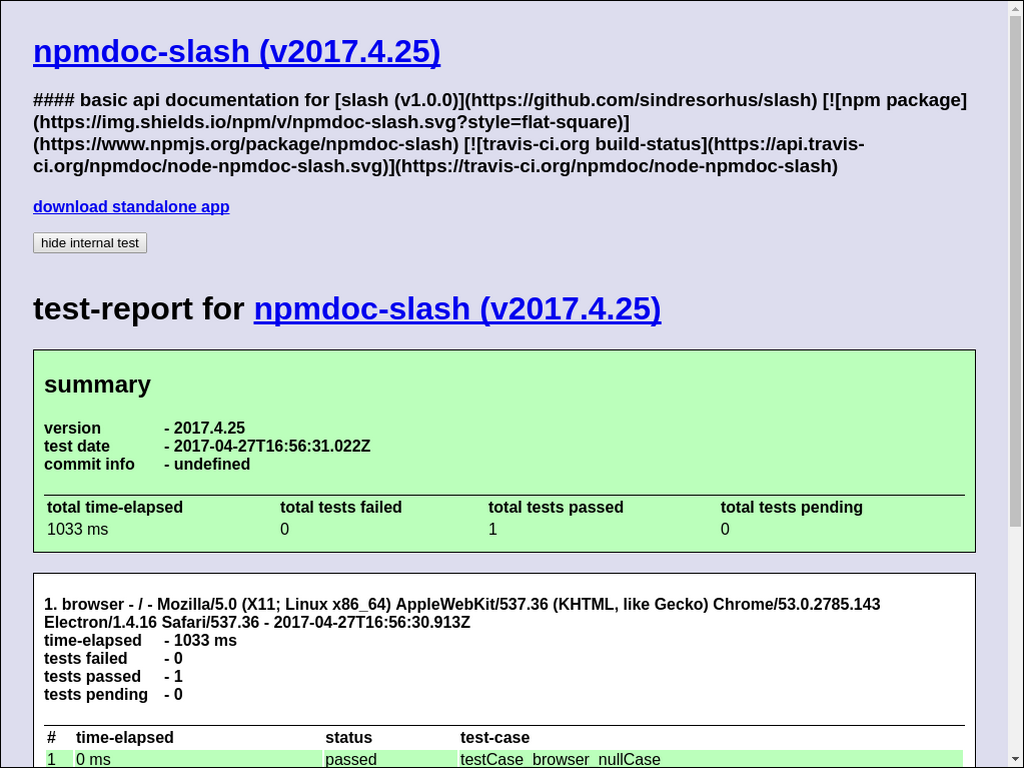 npmdoc-slash (v2017.4.25)
#### basic api documentation for [slash (v1.0.0)](https://github.com/sindresorhus/slash) [![npm package]
(https://img.shields.io/npm/v/npmdoc-slash.svg?style=flat-square)]
(https://www.npmjs.org/package/npmdoc-slash) [![travis-ci.org build-status](https://api.travis-
ci.org/npmdoc/node-npmdoc-slash.svg)](https://travis-ci.org/npmdoc/node-npmdoc-slash)
download standalone app
hide internal test
test-report for npmdoc-slash (v2017.4.25)
summary
version - 2017.4.25
test date - 2017-04-27T16:56:31.022Z
commit info - undefined
total time-elapsed total tests failed total tests passed total tests pending
1033 ms 0 1 0
1. browser - / - Mozilla/5.0 (X11; Linux x86_64) AppleWebKit/537.36 (KHTML, like Gecko) Chrome/53.0.2785.143
Electron/1.4.16 Safari/537.36 - 2017-04-27T16:56:30.913Z
time-elapsed - 1033 ms
tests failed - 0
tests passed - 1
tests pending - 0
# time-elapsed status test-case
1 0 ms passed testCase_browser_nullCase